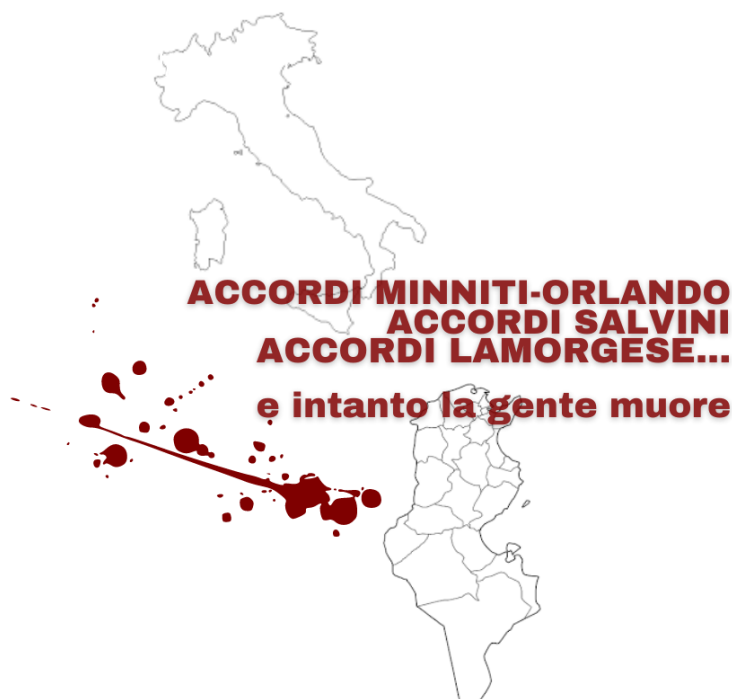 ACCORDI MINNITI-ORLANDO
ACCORDI SALVINI
ACCORDI LAMORGESE...
e intanto la gente muore